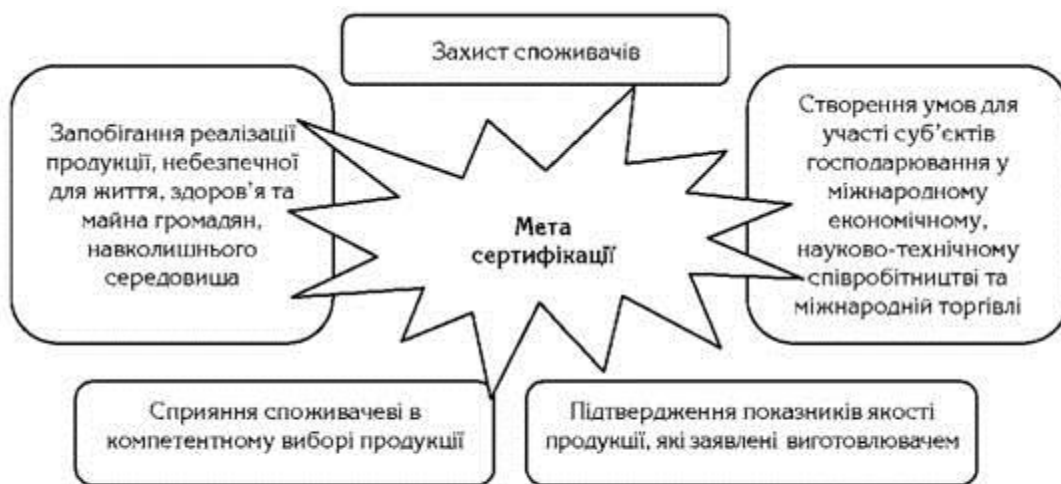 Захист споживачів
Запобігання реалізації
продукції, небезпечної
для життя, здоров’я та
майна громадян,
навколишнього
середовища
Мета
сертифікації
Створення умов для
участі суб’єктів
господарювання у
міжнародному
економічному,
науково-технічному
співробітництві та
міжнародній торгівлі
Сприяння споживачеві в
компетентному виборі продукції
Підтвердження показників якості
продукції, які заявлені виготовлювачем